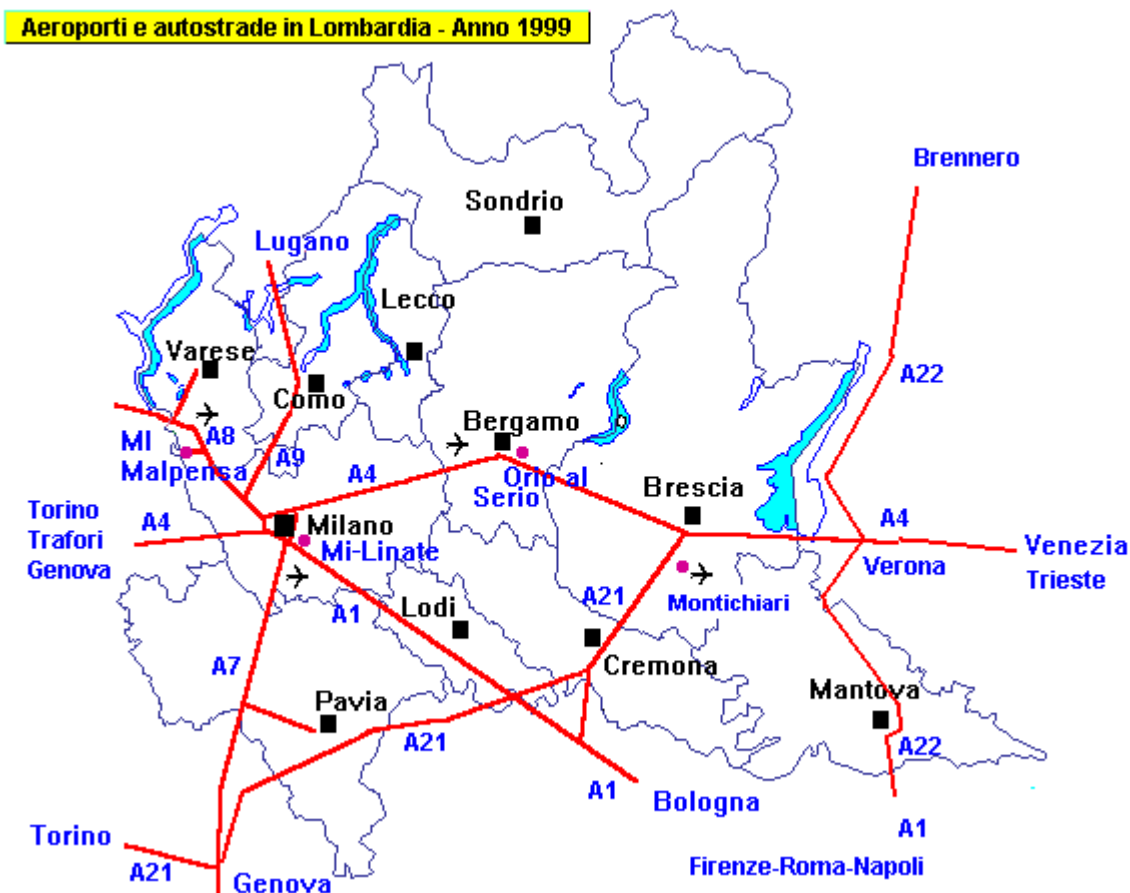 Aeroporti e autostrade in Lombardia - Anno 1999
Brennero
Sondrio
Lugano
Lecco
Varese
A22
Como
Bergamo
MI
Malpensa
A8
A9
A4
Orio al
Serio
Brescia
Torino
Trafori
Genova
A4
Milano
Mi-Linate
A4
Verona
Venezia
Trieste
A1
Lodi
A21
Montichiari
Cremona
A7
Pavia
A21
Mantova
A22
A1
Bologna
A1
Torino
A21
Genova
Firenze-Roma-Napoli